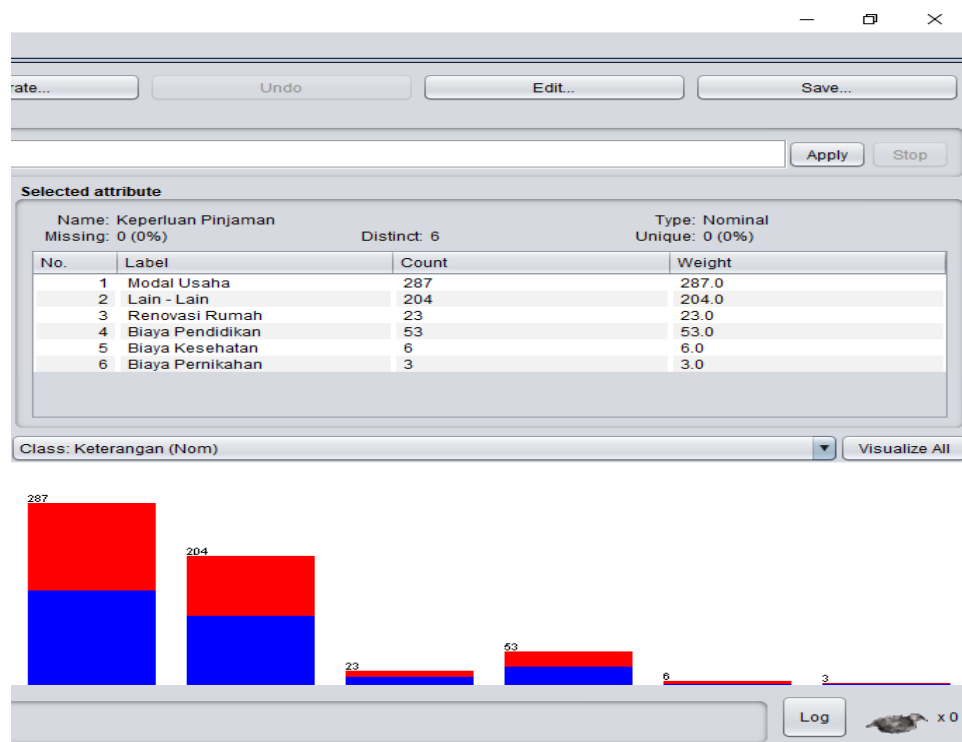 rate... Undo Edit... Save...
Apply Stop
Selected attribute
Name: Keperluan Pinjaman Type: Nominal
Missing: 0 (0%) Distinct: 6 Unique: 0 (0%)
No. Label Count Weight
1 Modal Usaha 287 287.0
2 Lain - Lain 204 204.0
3 Renovasi Rumah 23 23.0
4 Biaya Pendidikan 53 53.0
5 Biaya Kesehatan 6 6.0
6 Biaya Pernikahan 3 3.0
Class: Keterangan (Nom) Visualize All
287
204
23
53
6
3
Log x 0